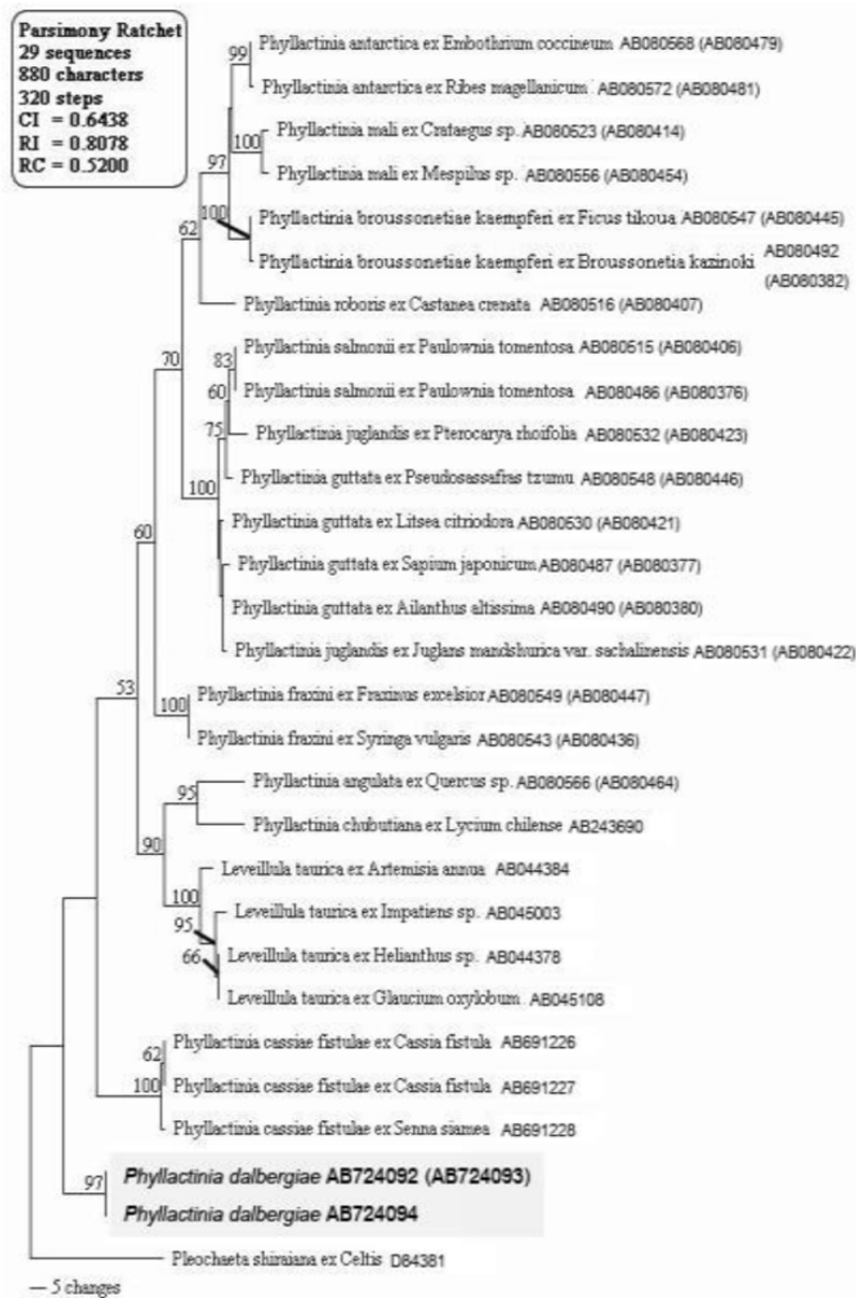 Parsimony Ratchet
29 sequences
880 characters
320 steps
CI = 0.6438
RI = 0.8078
RC = 0.5200
99
Phyllactinia antarctica ex Embothrium coccineum AB080568 (AB080479)
Phyllactinia antarctica ex Ribes magellanicum AB080572 (AB080481)
100
Phyllactinia mali ex Crataegus sp. AB080523 (AB080414)
97
Phyllactinia mali ex Mespilus sp. AB080556 (AB080454)
100
Phyllactinia broussonetiae kaempferi ex Ficus tikoua AB080547 (AB080445)
62
Phyllactinia broussonetiae kaempferi ex Broussonetia kazinoki AB080492
(AB080382)
Phyllactinia roboris ex Castanea crenata AB080516 (AB080407)
Phyllactinia salmonii ex Paulownia tomentosa AB080515 (AB080406)
70
83
Phyllactinia salmonii ex Paulownia tomentosa AB080486 (AB080376)
60
Phyllactinia juglandis ex Pterocarya rhoifolia AB080532 (AB080423)
75
Phyllactinia guttata ex Pseudosassafras tzumu AB080548 (AB080446)
100
Phyllactinia guttata ex Litsea citriodora AB080530 (AB080421)
60
Phyllactinia guttata ex Sapium japonicum AB080487 (AB080377)
Phyllactinia guttata ex Ailanthus altissima AB080490 (AB080380)
Phyllactinia juglandis ex Juglans mandshurica var. sachalinensis AB080531 (AB080422)
53
Phyllactinia fraxini ex Fraxinus excelsior AB080549 (AB080447)
100
Phyllactinia fraxini ex Syringa vulgaris AB080543 (AB080436)
Phyllactinia angulata ex Quercus sp. AB080566 (AB080464)
95
Phyllactinia chubutiana ex Lycium chilense AB243690
90
Leveillula taurica ex Artemisia annua AB044384
100
Leveillula taurica ex Impatiens sp. AB045003
95
Leveillula taurica ex Helianthus sp. AB044378
66
Leveillula taurica ex Glaucium oxylobum AB045108
Phyllactinia cassiae fistulae ex Cassia fistula AB691226
62
Phyllactinia cassiae fistulae ex Cassia fistula AB691227
100
Phyllactinia cassiae fistulae ex Senna siamea AB691228
97
Phyllactinia dalbergiae AB724092 (AB724093)
Phyllactinia dalbergiae AB724094
Pleochaeta shiraiana ex Celtis D84381
5 changes